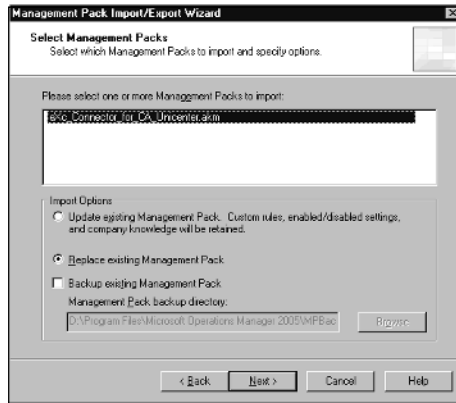 Management Pack Import/Export Wizard
Select Management Packs
Select which Management Packs to import and specify options.
Please select one or more Management Packs to import:
eXc_Connector_for_CA_Unicenter.akm
Import Options
Update existing Management Pack. Custom rules, enabled/disabled settings,
and company knowledge will be retained.
Replace existing Management Pack
Backup existing Management Pack
Management Pack backup directory:
D:\Program Files\Microsoft Operations Manager 2005\MPBac
Browse
< Back
Next >
Cancel
Help